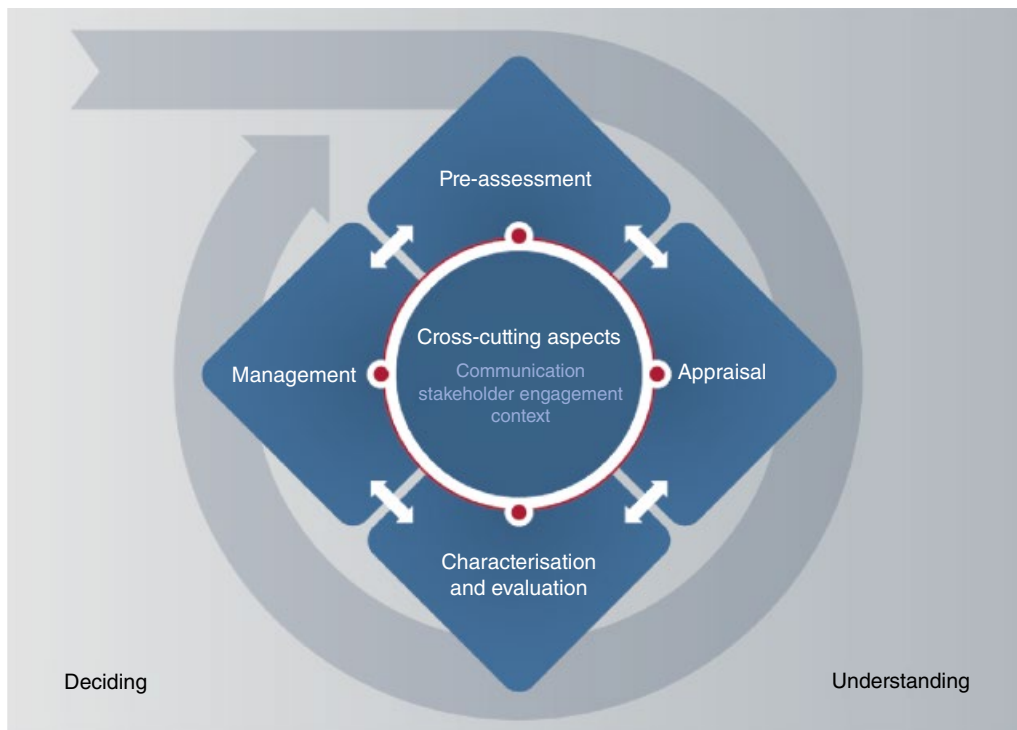 Pre-assessment
Cross-cutting aspects
Communication
stakeholder engagement
context
Management
Appraisal
Characterisation
and evaluation
Deciding
Understanding